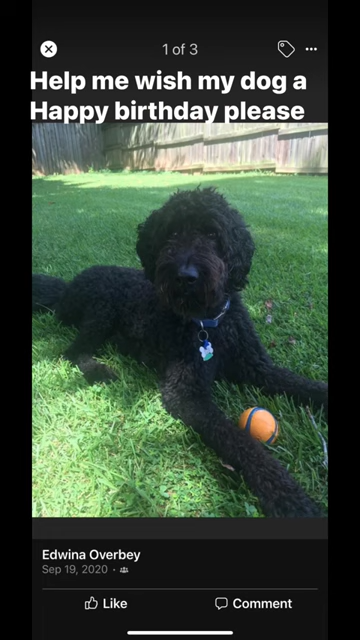 1 of 3
Help me wish my dog a
Happy birthday please
Edwina Overbey
Sep 19, 2020 ·
Like
Comment